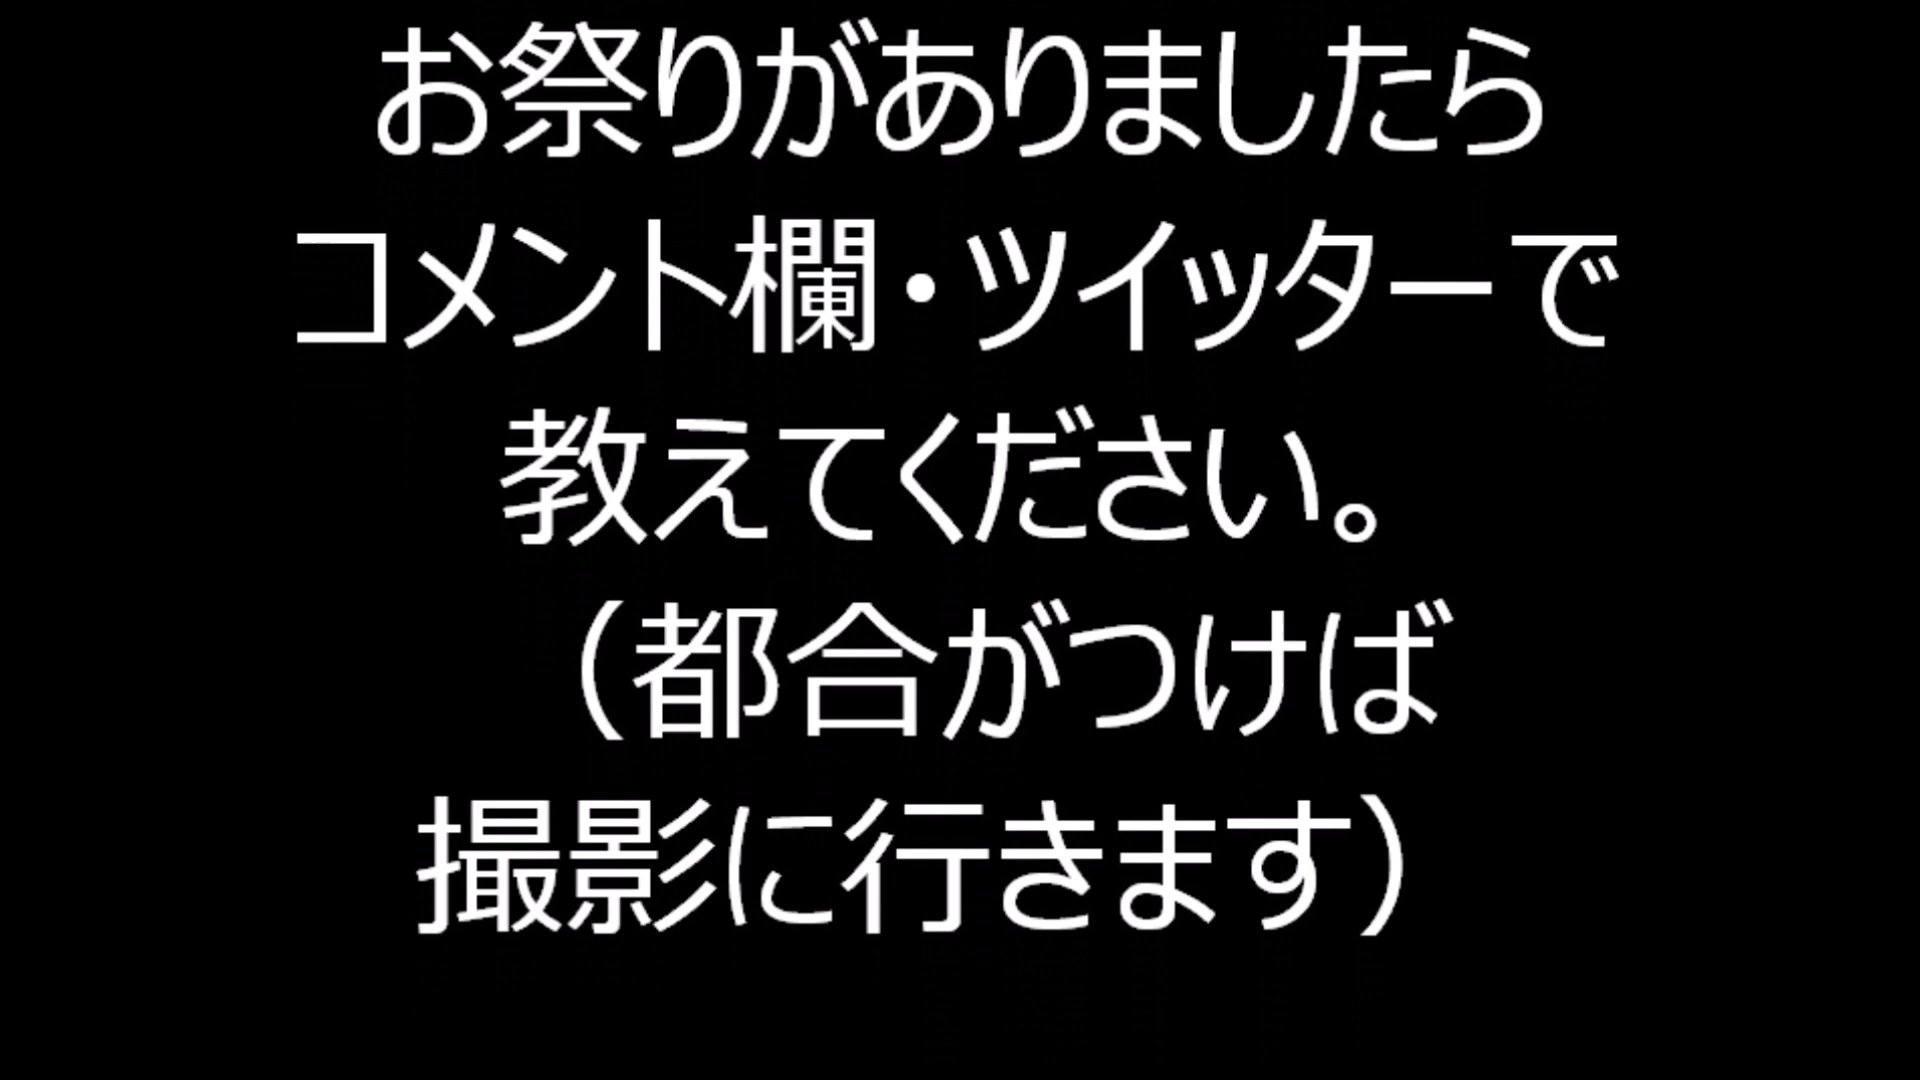 お祭りがありましたら
コメント欄・ツイッターで
教えてください。
（都合がつけば
撮影に行きます）